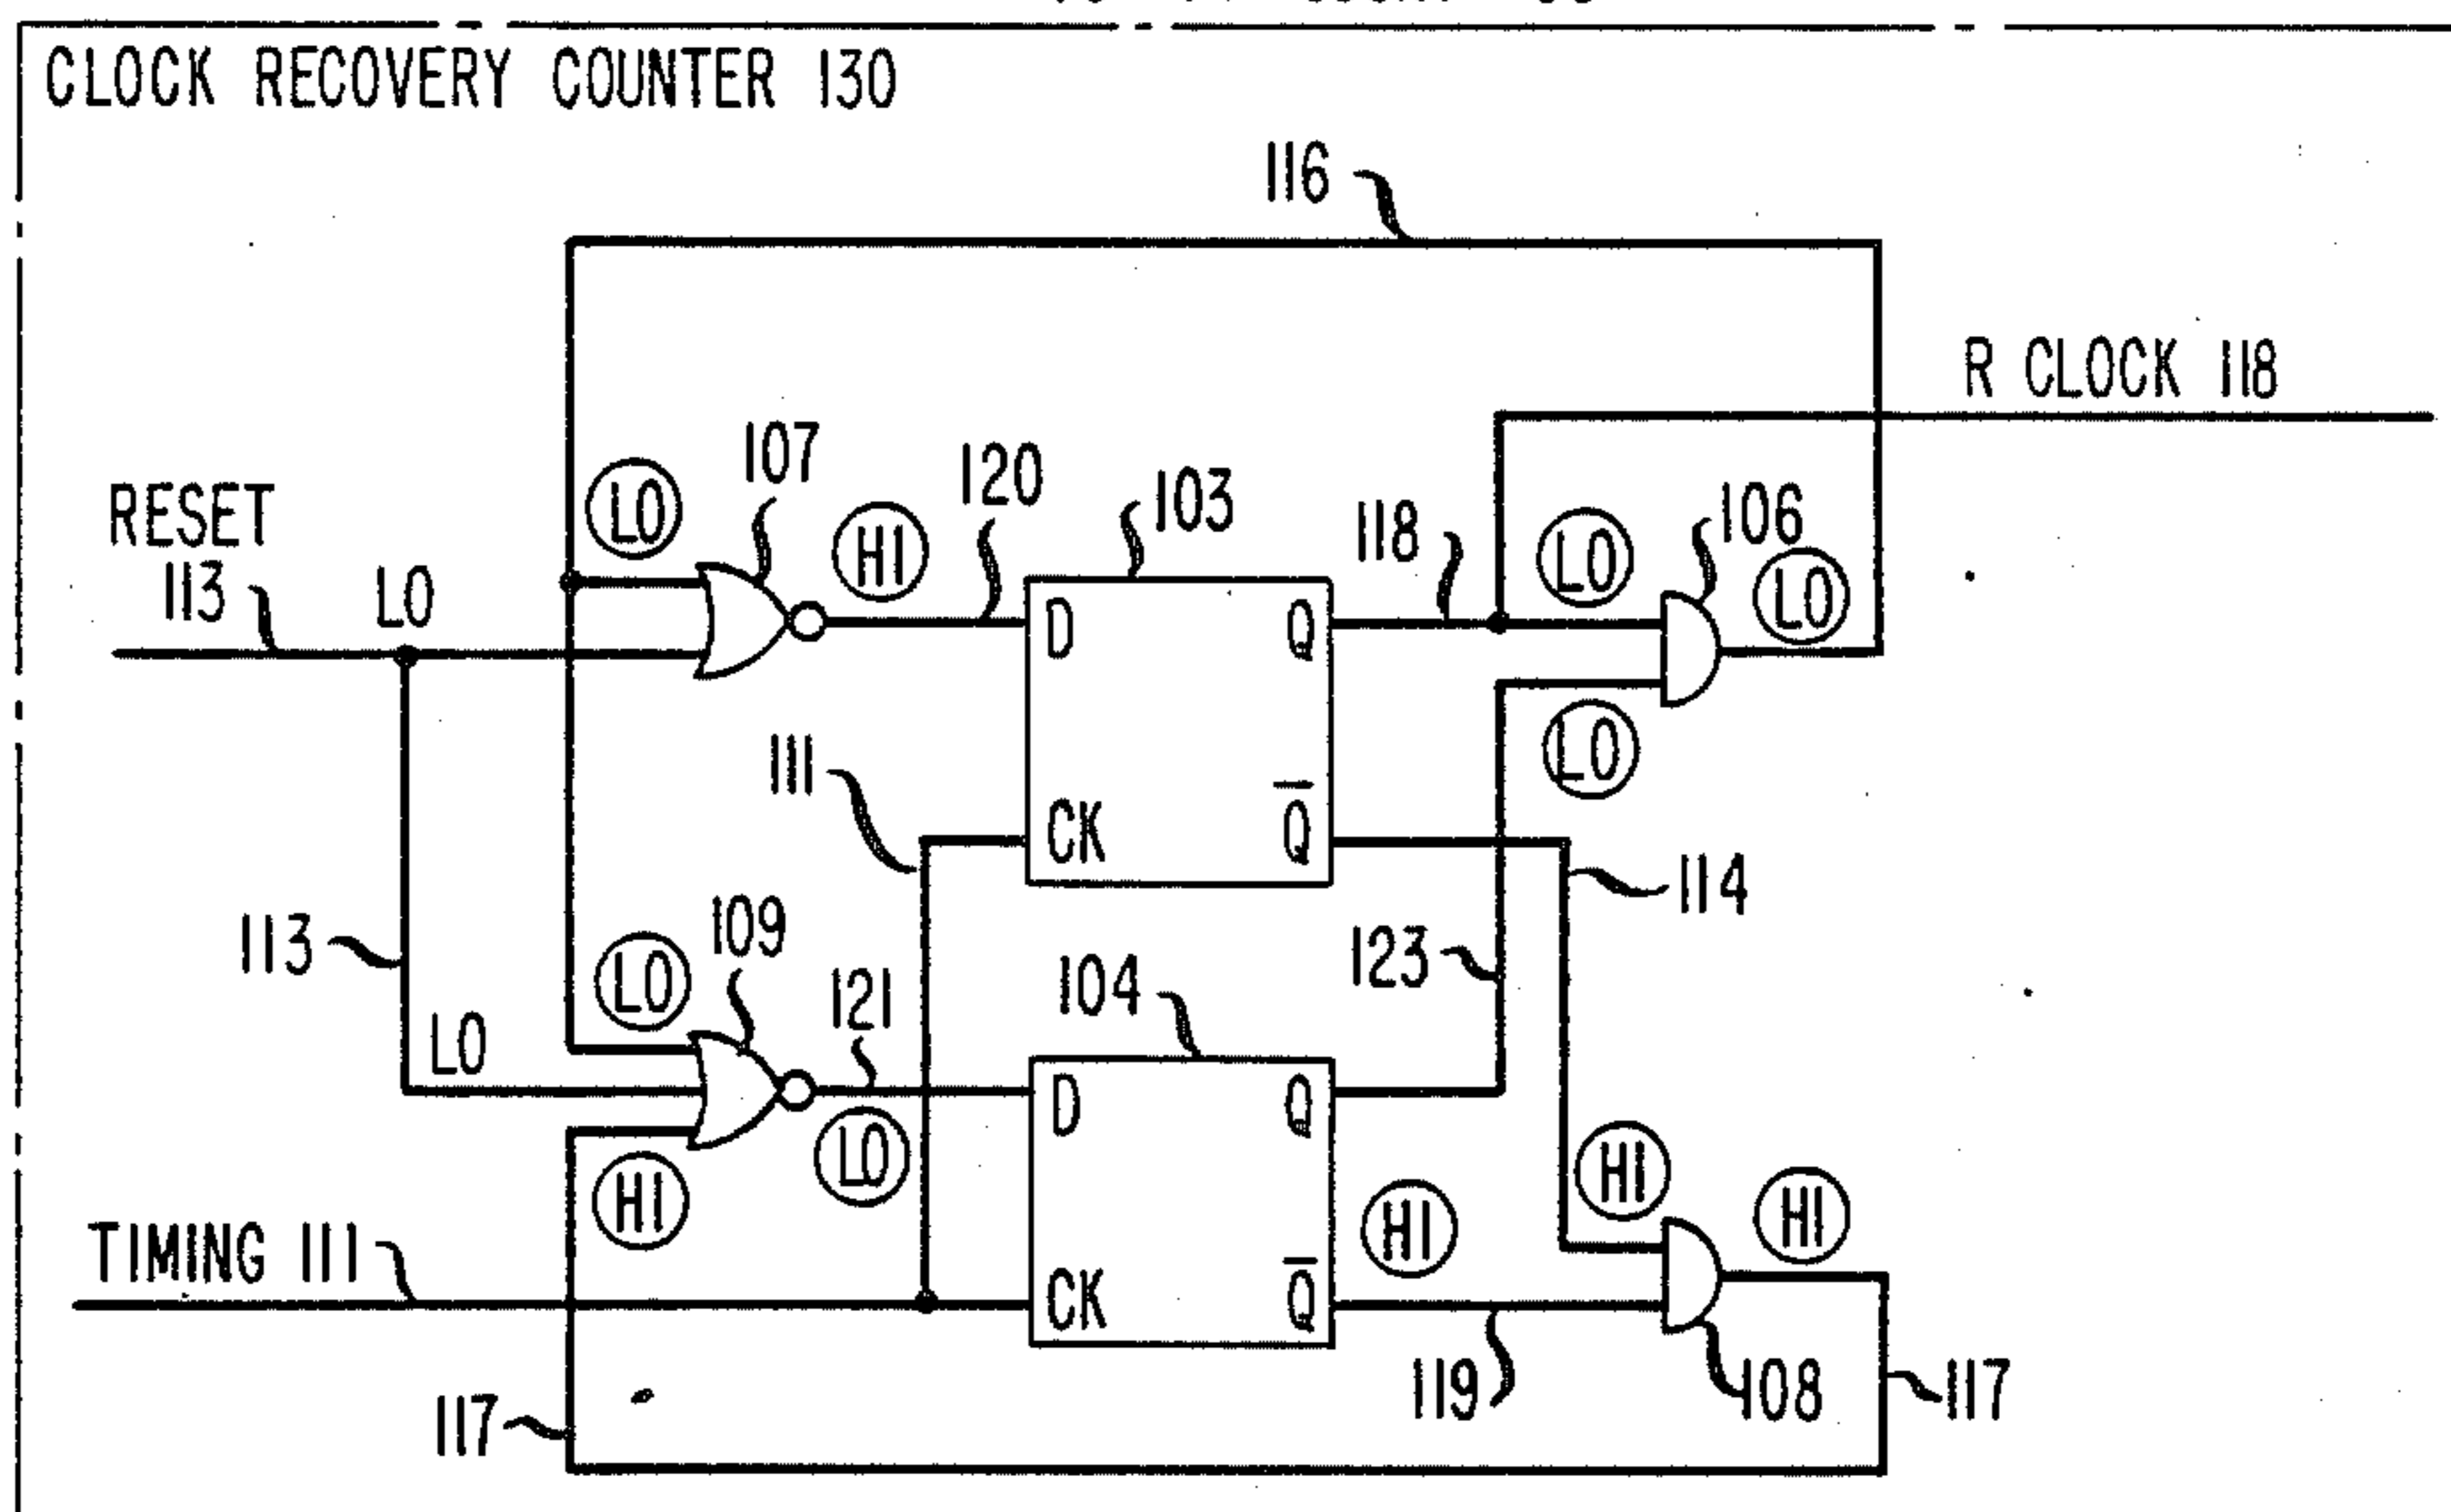 CLOCK RECOVERY COUNTER 130
116
R CLOCK 118
RESET
113
LO
LO
107
HI
120
103
118
LO
106
LO
D
Q
LO
111
CK
Q̅
114
113
LO
109
121
104
123
LO
D
Q
LO
HI
HI
HI
HI
TIMING 111
CK
Q̅
119
108
117
117